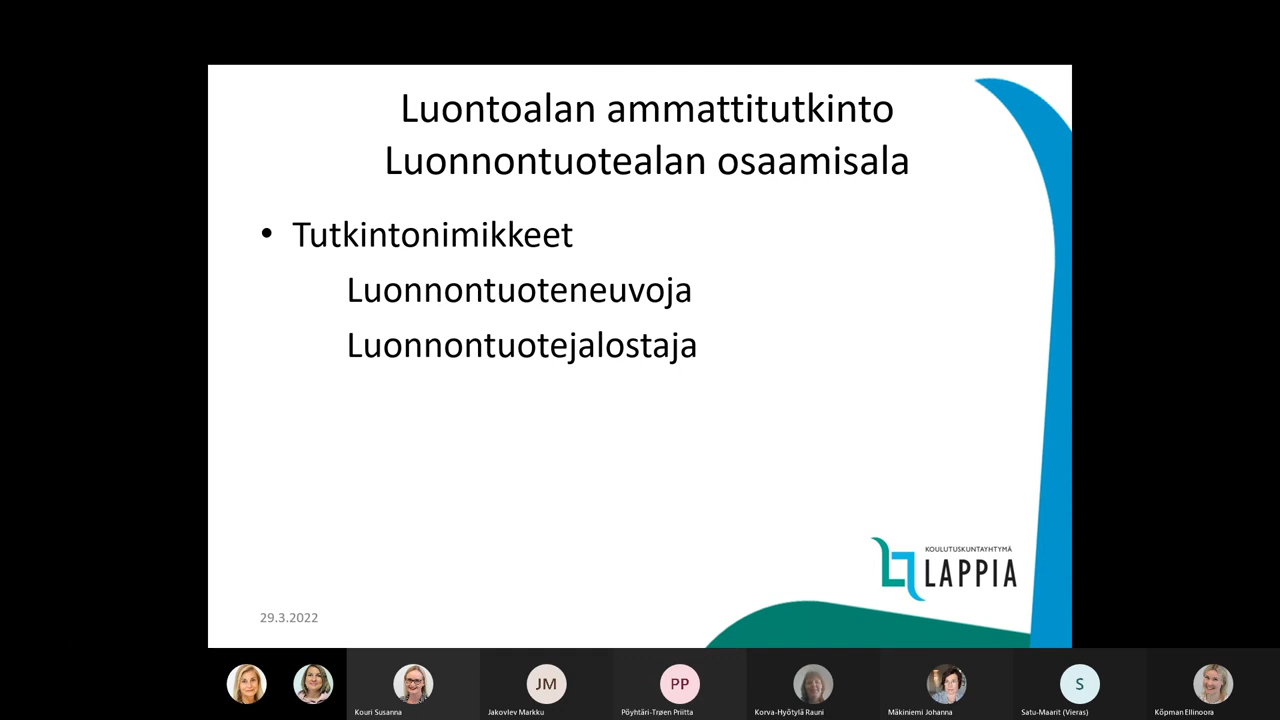 Luontoalan ammattitutkinto
Luonnontuotealan osaamisala
• Tutkintonimikkeet
Luonnontuoteneuvoja
Luonnontuotejalostaja
KOULUTUSKUNTAYHTYMÄ
LAPPIA
29.3.2022
JM
PP
S
Kouri Susanna
Jakovlev Markku
Pöyhtäri-Trøen Priitta
Korva-Hyötylä Rauni
Mäkiniemi Johanna
Satu-Maarit (Vieras)
Köpman Ellinoora